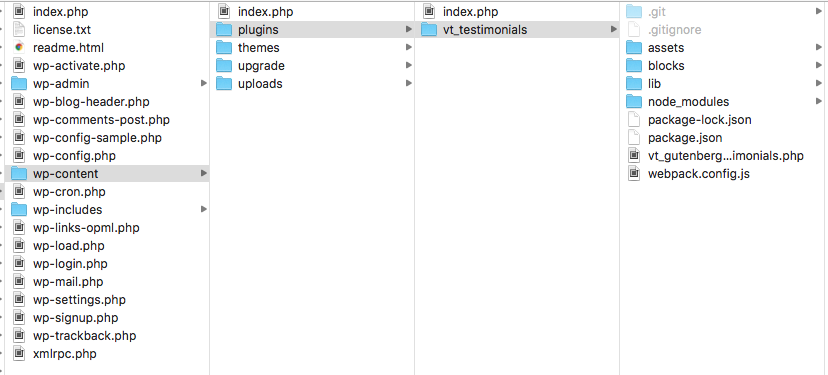 index.php
license.txt
readme.html
wp-activate.php
wp-admin
wp-blog-header.php
wp-comments-post.php
wp-config-sample.php
wp-config.php
wp-content
wp-cron.php
wp-includes
wp-links-opml.php
wp-load.php
wp-login.php
wp-mail.php
wp-settings.php
wp-signup.php
wp-trackback.php
xmlrpc.php
index.php
plugins
themes
upgrade
uploads
index.php
vt_testimonials
.git
.gitignore
assets
blocks
lib
node_modules
package-lock.json
package.json
vt_gutenberg...imonials.php
webpack.config.js